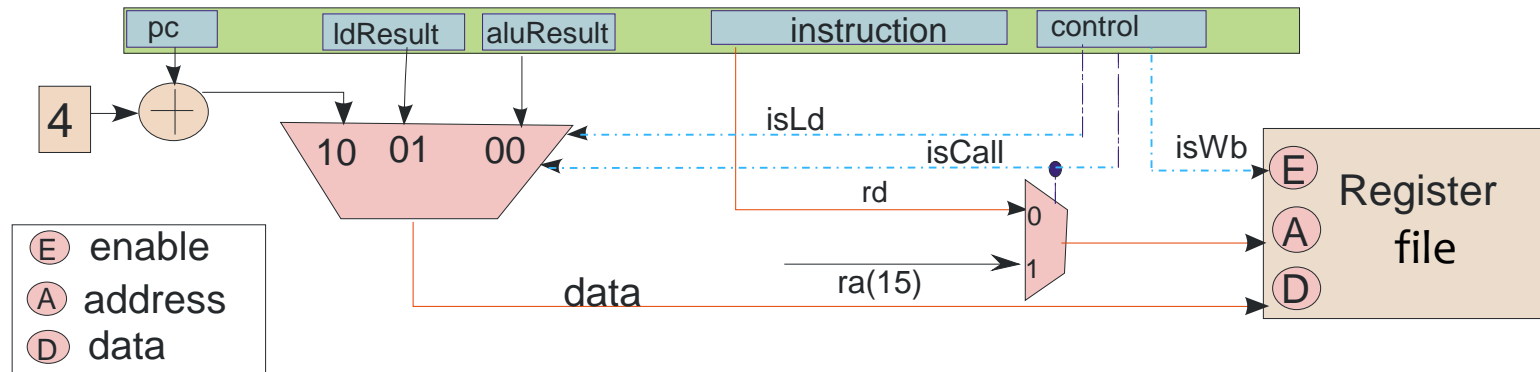 pc
ldResult
aluResult
instruction
control
4
10 01 00
isLd
isCall
isWb
E
Register
file
rd
0
A
1
ra(15)
data
D
E enable
A address
D data